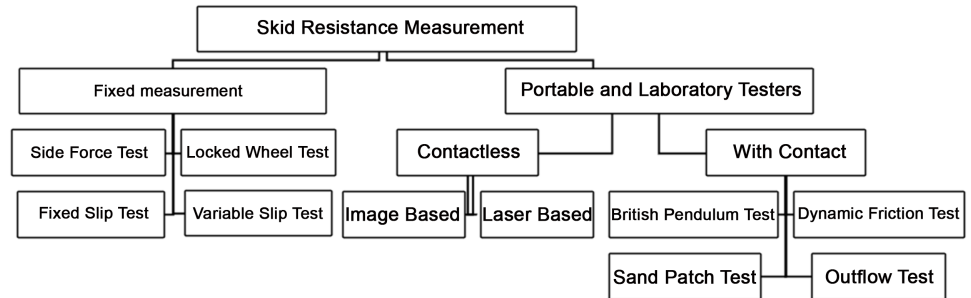 Skid Resistance Measurement
Fixed measurement
Portable and Laboratory Testers
Side Force Test
Locked Wheel Test
Contactless
With Contact
Fixed Slip Test
Variable Slip Test
Image Based
Laser Based
British Pendulum Test
Dynamic Friction Test
Sand Patch Test
Outflow Test